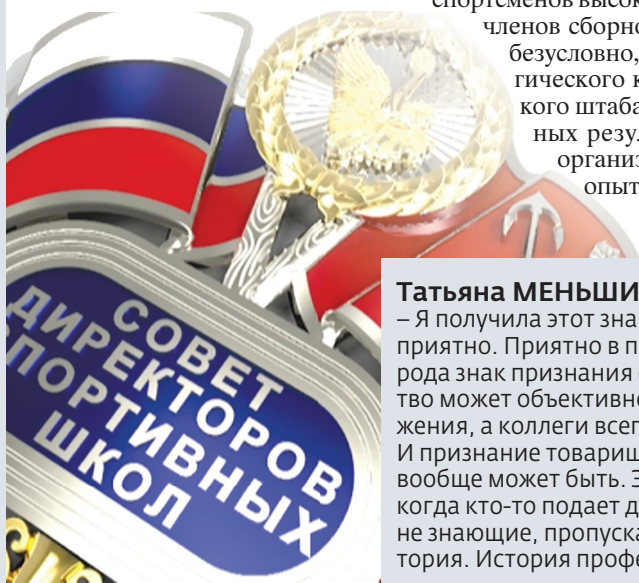 спортсменов высок
членов сборно
безусловно,
гического к
кого штаба
ных резул
организ
опыт
СОВЕТ
ДИРЕКТОРОВ
СПОРТИВНЫХ
ШКОЛ
Татьяна МЕНЬШИ
– Я получила этот зна
приятно. Приятно в п
рода знак признания
тво может объективно
жения, а коллеги всег
И признание товарищ
вообще может быть. Э
когда кто-то подает д
не знающие, пропуска
тория. История профе